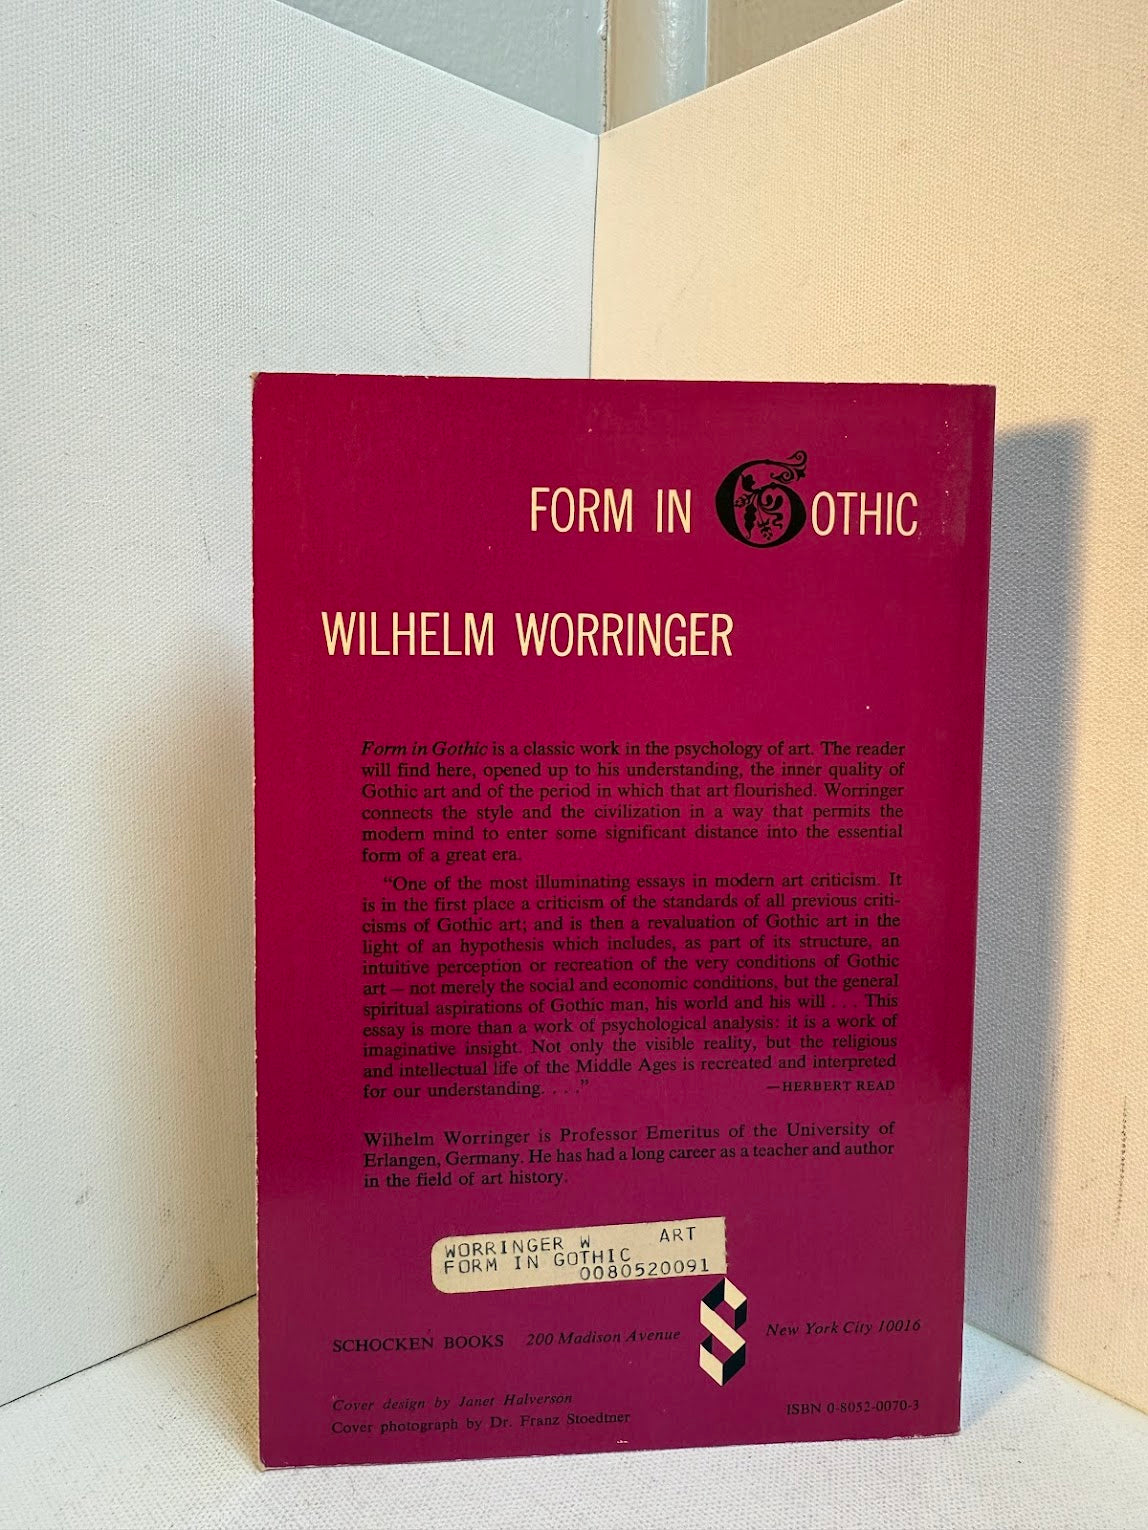 FORM IN GOTHIC
WILHELM WORRINGER
Form in Gothic is a classic work in the psychology of art. The reader
will find here, opened up to his understanding, the inner quality of
Gothic art and of the period in which that art flourished. Worringer
connects the style and the civilization in a way that permits the
modern mind to enter some significant distance into the essential
form of a great era.
"One of the most illuminating essays in modern art criticism. It
is in the first place a criticism of the standards of all previous criti-
cisms of Gothic art; and is then a revaluation of Gothic art in the
light of an hypothesis which includes, as part of its structure, an
intuitive perception or recreation of the very conditions of Gothic
art — not merely the social and economic conditions, but the general
spiritual aspirations of Gothic man, his world and his will . . . This
essay is more than a work of psychological analysis: it is a work of
imaginative insight. Not only the visible reality, but the religious
and intellectual life of the Middle Ages is recreated and interpreted
for our understanding. . . ." —HERBERT READ
Wilhelm Worringer is Professor Emeritus of the University of
Erlangen, Germany. He has had a long career as a teacher and author
in the field of art history.
WORRINGER W ART
FORM IN GOTHIC
0080520091
SCHOCKEN BOOKS 200 Madison Avenue S New York City 10016
Cover design by Janet Halverson
Cover photograph by Dr. Franz Stoedtner
ISBN 0-8052-0070-3